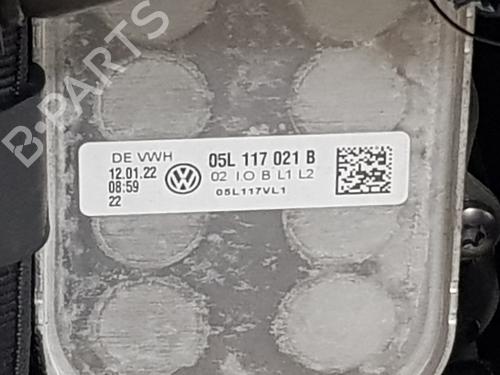 B-PARTS
DE VWH 05L 117 021 B
12.01.22 02 I.O B L1 L2
08:59 05L117VL1
22